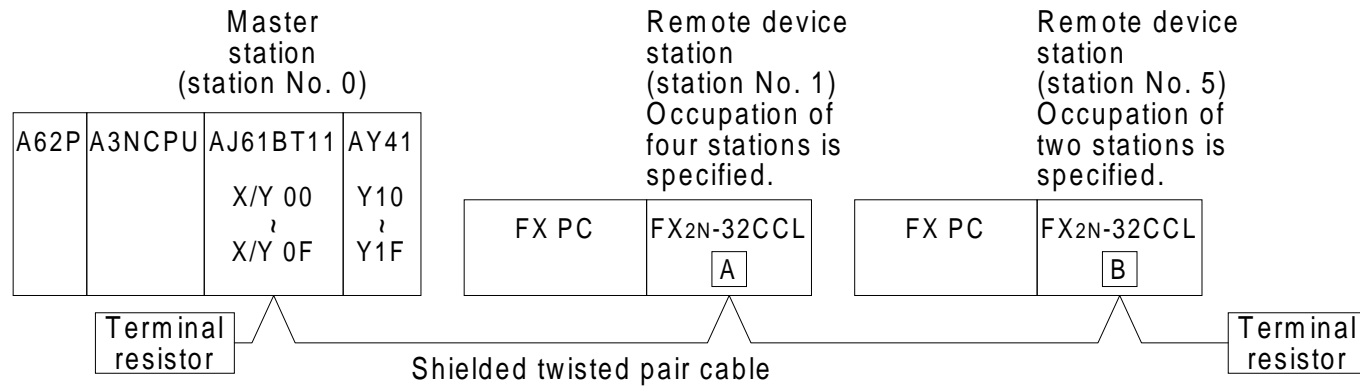 Master
station
(station No. 0)
Remote device
station
(station No. 1)
Occupation of
four stations is
specified.
Remote device
station
(station No. 5)
Occupation of
two stations is
specified.
A62P A3NCPU AJ61BT11 AY41
X/Y 00
~
X/Y 0F
Y10
~
Y1F
FX PC FX2N-32CCL
A
FX PC FX2N-32CCL
B
Terminal
resistor
Shielded twisted pair cable
Terminal
resistor